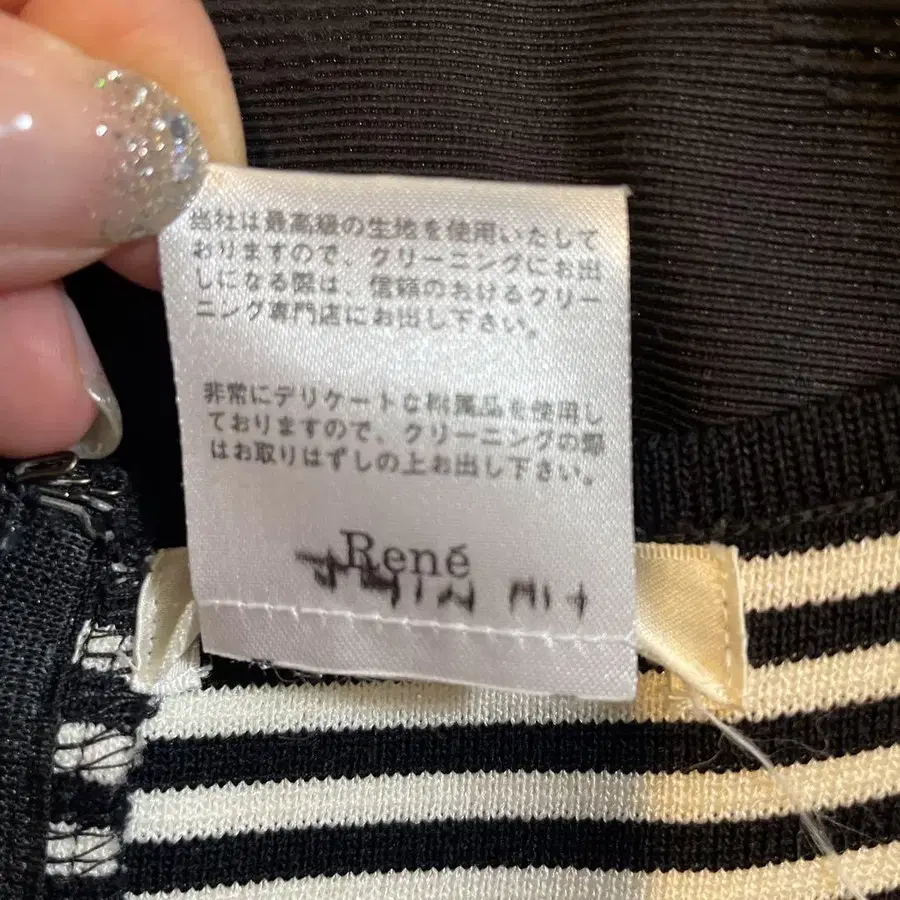 当社は最高級の生地を使用いたして
おりますので、クリーニングにお出
しになる際は、信頼のおけるクリー
ニング専門店にお出し下さい。
非常にデリケートな附属品を使用し
ておりますので、クリーニングの際
はお取りはずしの上お出し下さい。
René